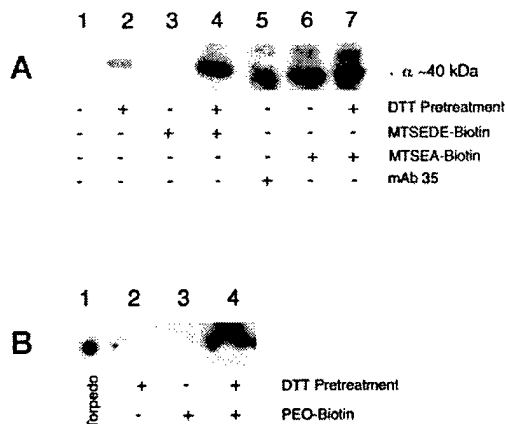 1 2 3 4 5 6 7
A
α ~40 kDa
- + - + - - + DTT Pretreatment
- - + + - - - MTSEDE-Biotin
- - - - - + + MTSEA-Biotin
- - - - + - - mAb 35
1 2 3 4
B
Torpedo
+ - + DTT Pretreatment
- + + PEO-Biotin